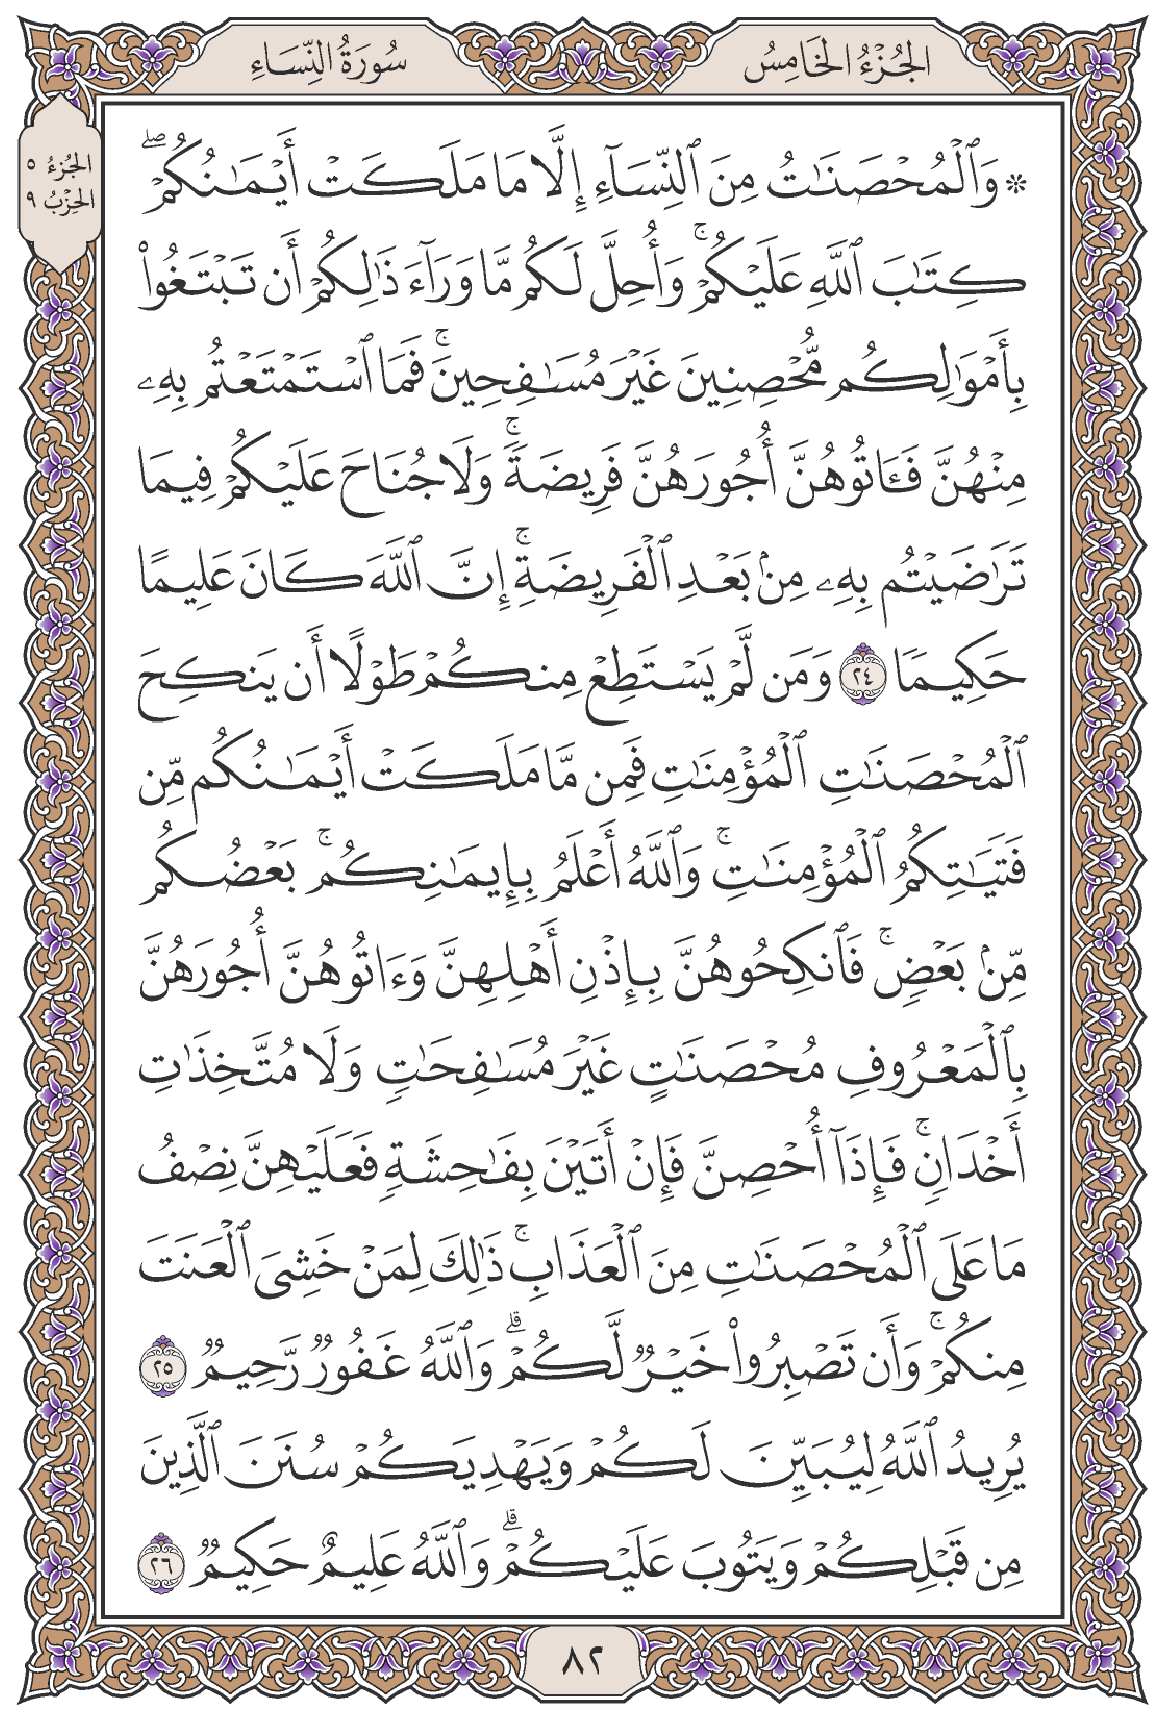 الجُزْءُ الخَامِسُ
سُورَةُ النِّسَاءِ
الجُزءُ ٥
الحِزْبُ ٩
۞ وَٱلْمُحْصَنَٰتُ مِنَ ٱلنِّسَآءِ إِلَّا مَا مَلَكَتْ أَيْمَٰنُكُمْۖ
كِتَٰبَ ٱللَّهِ عَلَيْكُمْۚ وَأُحِلَّ لَكُم مَّا وَرَآءَ ذَٰلِكُمْ أَن تَبْتَغُوا۟
بِأَمْوَٰلِكُم مُّحْصِنِينَ غَيْرَ مُسَٰفِحِينَۚ فَمَا ٱسْتَمْتَعْتُم بِهِۦ
مِنْهُنَّ فَـَٔاتُوهُنَّ أُجُورَهُنَّ فَرِيضَةًۚ وَلَا جُنَاحَ عَلَيْكُمْ فِيمَا
تَرَٰضَيْتُم بِهِۦ مِنۢ بَعْدِ ٱلْفَرِيضَةِۚ إِنَّ ٱللَّهَ كَانَ عَلِيمًا
حَكِيمًا ٢٤ وَمَن لَّمْ يَسْتَطِعْ مِنكُمْ طَوْلًا أَن يَنكِحَ
ٱلْمُحْصَنَٰتِ ٱلْمُؤْمِنَٰتِ فَمِن مَّا مَلَكَتْ أَيْمَٰنُكُم مِّن
فَتَيَٰتِكُمُ ٱلْمُؤْمِنَٰتِۚ وَٱللَّهُ أَعْلَمُ بِإِيمَٰنِكُمۚ بَعْضُكُم
مِّنۢ بَعْضٍۚ فَٱنكِحُوهُنَّ بِإِذْنِ أَهْلِهِنَّ وَءَاتُوهُنَّ أُجُورَهُنَّ
بِٱلْمَعْرُوفِ مُحْصَنَٰتٍ غَيْرَ مُسَٰفِحَٰتٍ وَلَا مُتَّخِذَٰتِ
أَخْدَانٍۚ فَإِذَآ أُحْصِنَّ فَإِنْ أَتَيْنَ بِفَٰحِشَةٍ فَعَلَيْهِنَّ نِصْفُ
مَا عَلَى ٱلْمُحْصَنَٰتِ مِنَ ٱلْعَذَابِۚ ذَٰلِكَ لِمَنْ خَشِىَ ٱلْعَنَتَ
مِنكُمْۚ وَأَن تَصْبِرُوا۟ خَيْرٌ لَّكُمْۗ وَٱللَّهُ غَفُورٌ رَّحِيمٌ ٢٥
يُرِيدُ ٱللَّهُ لِيُبَيِّنَ لَكُمْ وَيَهْدِيَكُمْ سُنَنَ ٱلَّذِينَ
مِن قَبْلِكُمْ وَيَتُوبَ عَلَيْكُمْۗ وَٱللَّهُ عَلِيمٌ حَكِيمٌ ٢٦
٨٢